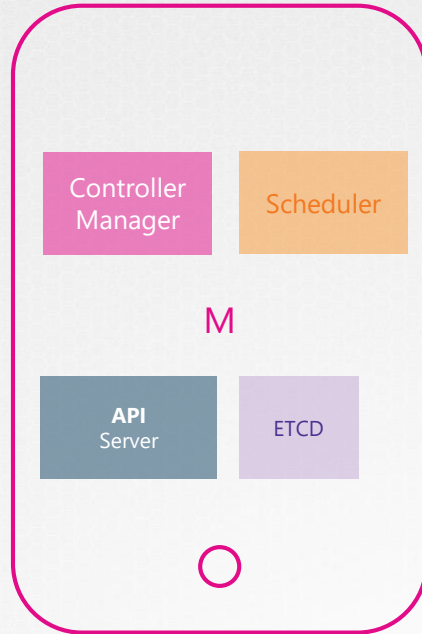 Controller
Manager
Scheduler
M
API
Server
ETCD